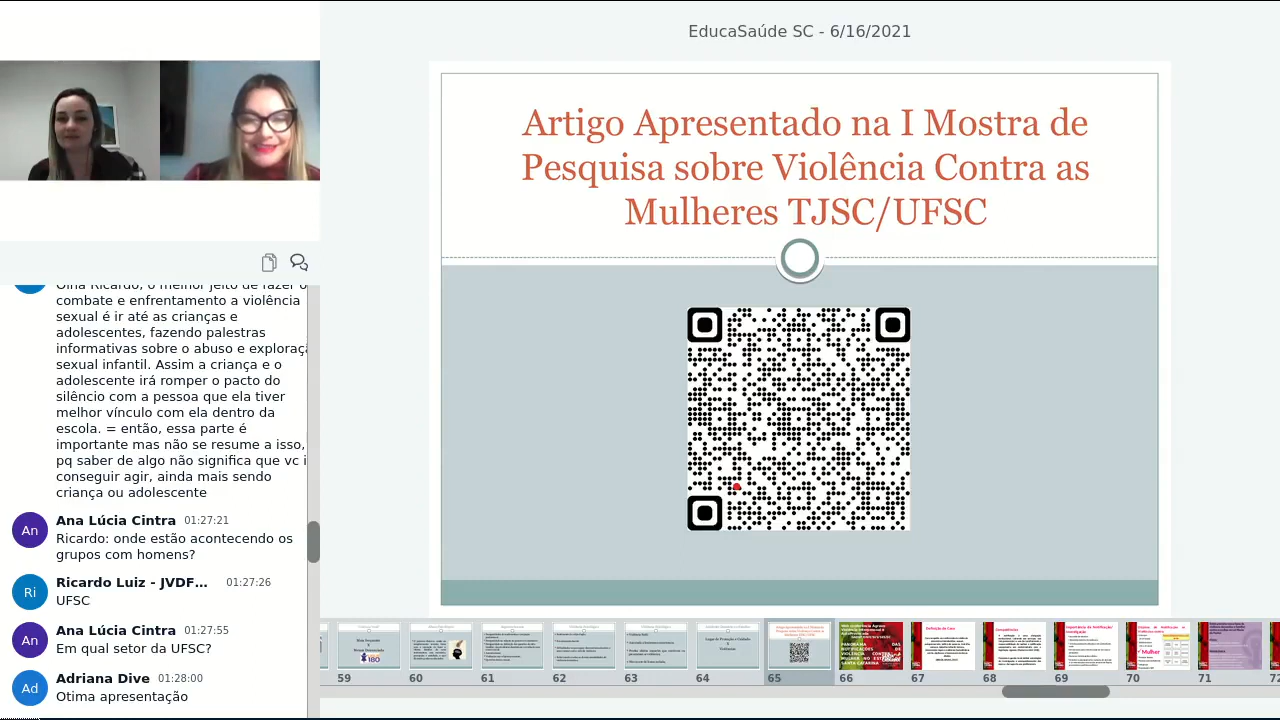 EducaSaúde SC - 6/16/2021
Artigo Apresentado na I Mostra de
Pesquisa sobre Violência Contra as
Mulheres TJSC/UFSC
combate e enfrentamento a violência
sexual é ir até as crianças e
adolescentes, fazendo palestras
informativas sobre o abuso e exploraçã
sexual infantil. Assim a criança e o
adolescente irá romper o pacto do
silêncio com a pessoa que ela tiver
melhor vínculo com ela dentro da
escola. = então, essa parte é
importante mas não se resume a isso,
pq saber de algo não significa que vc i
conseguir agir, ainda mais sendo
criança ou adolescente
An
Ana Lúcia Cintra 01:27:21
Ricardo: onde estão acontecendo os
grupos com homens?
Ri
Ricardo Luiz - JVDF... 01:27:26
UFSC
An
Ana Lúcia Cintra 01:27:55
Em qual setor da UFSC?
Ad
Adriana Dive 01:28:00
Otima apresentação
59 60 61 62 63 64 65 66 67 68 69 70 71 72